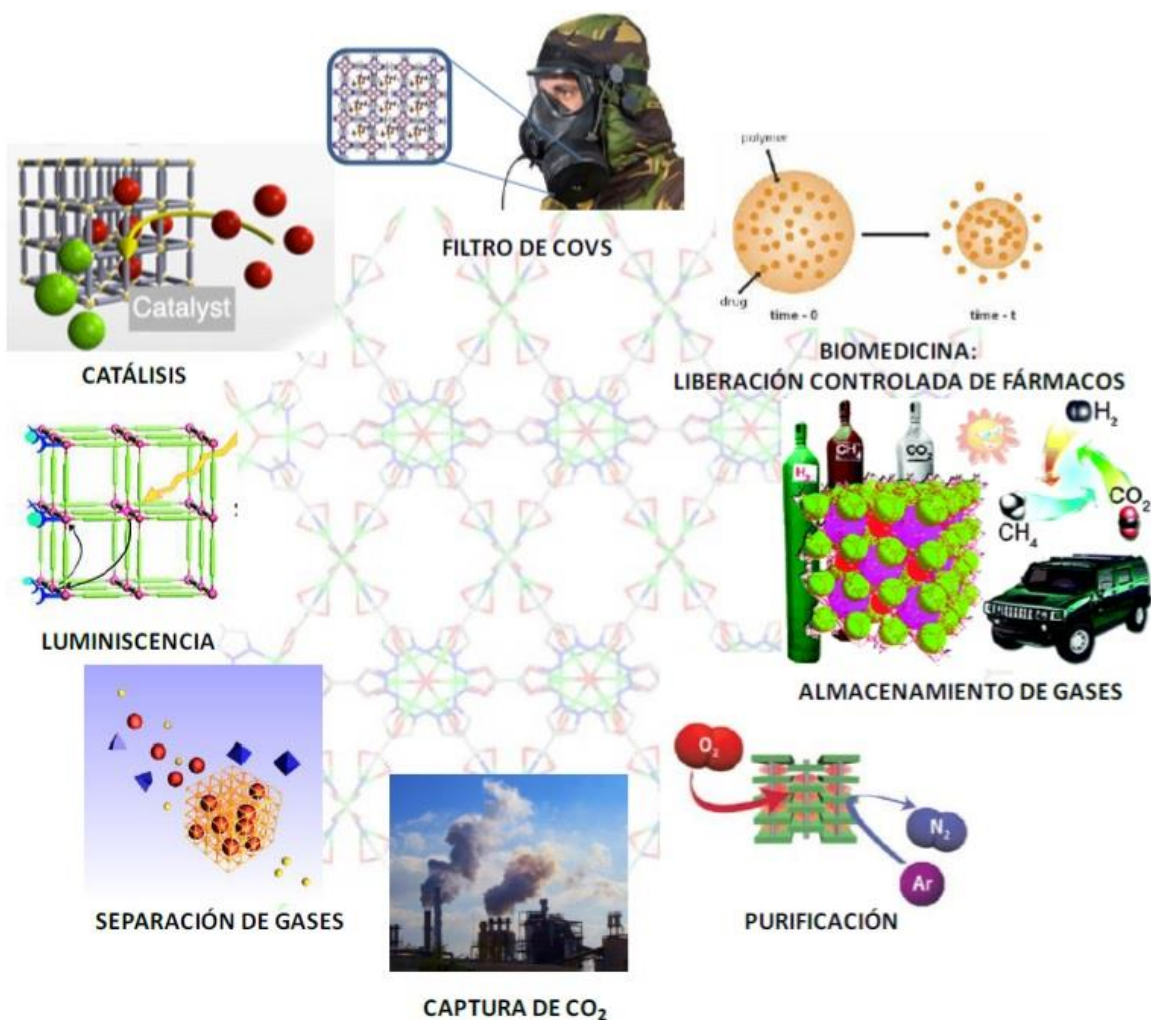 FILTRO DE COVS
Catalyst
CATÁLISIS
polymer
drug
time - 0
time - t
BIOMEDICINA:
LIBERACIÓN CONTROLADA DE FÁRMACOS
LUMINISCENCIA
H₂
CH₄
CO₂
H₂
CO₂
CH₄
ALMACENAMIENTO DE GASES
SEPARACIÓN DE GASES
O₂
N₂
Ar
PURIFICACIÓN
CAPTURA DE CO₂